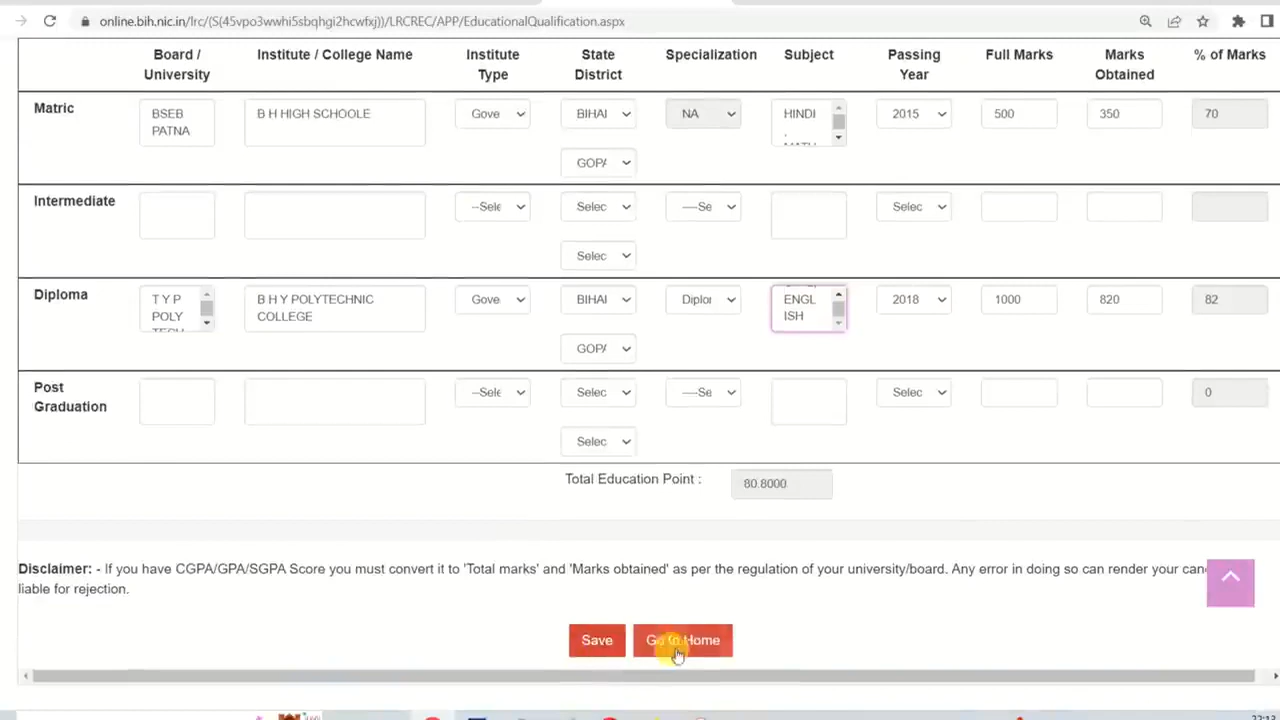 online.bih.nic.in/lrc/(S(45vpo3wwhi5sbqhgi2hcwfxj))/LRCREC/APP/EducationalQualification.aspx
Board / University Institute / College Name Institute Type State District Specialization Subject Passing Year Full Marks Marks Obtained % of Marks
Matric BSEB PATNA B H HIGH SCHOOLE Gove BIHAI NA HINDI 2015 500 350 70
GOPA
Intermediate --Sele Selec ----Se Selec
Selec
Diploma T Y P POLY TECH B H Y POLYTECHNIC COLLEGE Gove BIHAI Diplor ENGL ISH 2018 1000 820 82
GOPA
Post Graduation --Sele Selec ----Se Selec 0
Selec
Total Education Point : 80.8000
Disclaimer: - If you have CGPA/GPA/SGPA Score you must convert it to 'Total marks' and 'Marks obtained' as per the regulation of your university/board. Any error in doing so can render your can
liable for rejection.
Save Go to Home